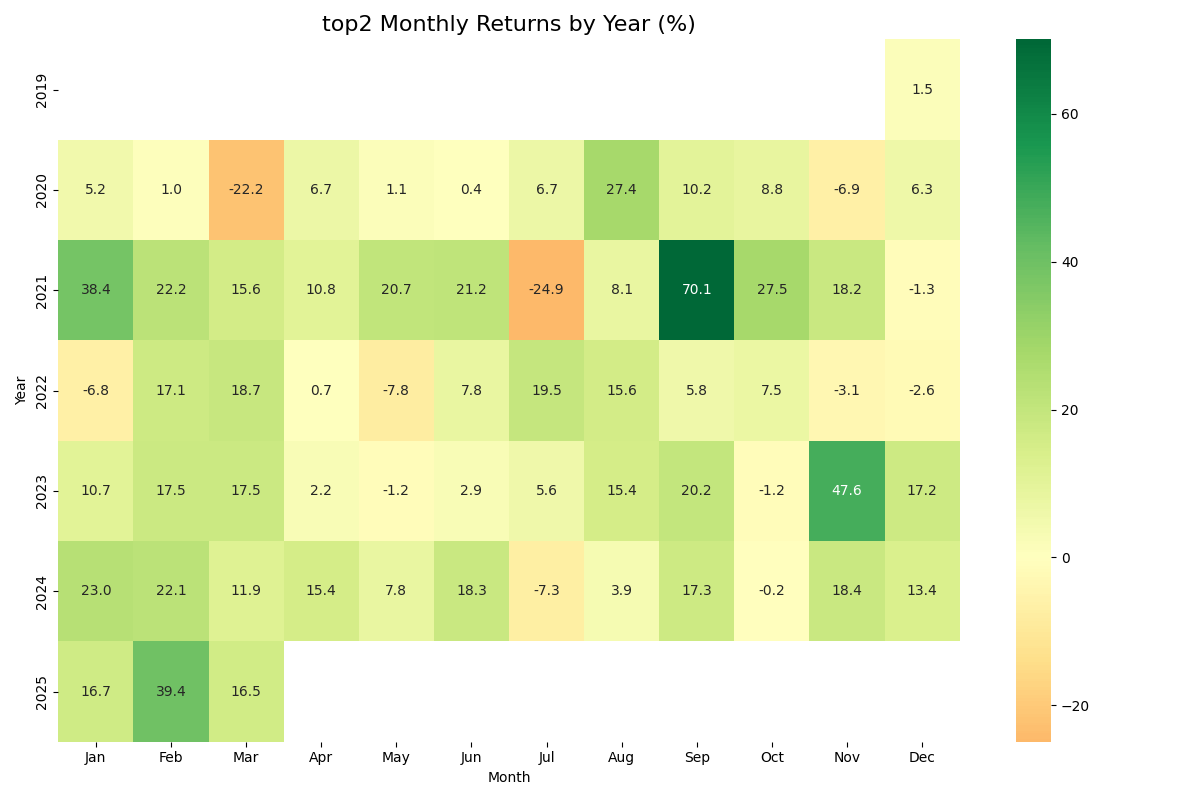 top2 Monthly Returns by Year (%)
2019 1.5
2020 5.2 1.0 -22.2 6.7 1.1 0.4 6.7 27.4 10.2 8.8 -6.9 6.3
2021 38.4 22.2 15.6 10.8 20.7 21.2 -24.9 8.1 70.1 27.5 18.2 -1.3
2022 -6.8 17.1 18.7 0.7 -7.8 7.8 19.5 15.6 5.8 7.5 -3.1 -2.6
2023 10.7 17.5 17.5 2.2 -1.2 2.9 5.6 15.4 20.2 -1.2 47.6 17.2
2024 23.0 22.1 11.9 15.4 7.8 18.3 -7.3 3.9 17.3 -0.2 18.4 13.4
2025 16.7 39.4 16.5
Jan Feb Mar Apr May Jun Jul Aug Sep Oct Nov Dec
Month
Year
60
40
20
0
−20